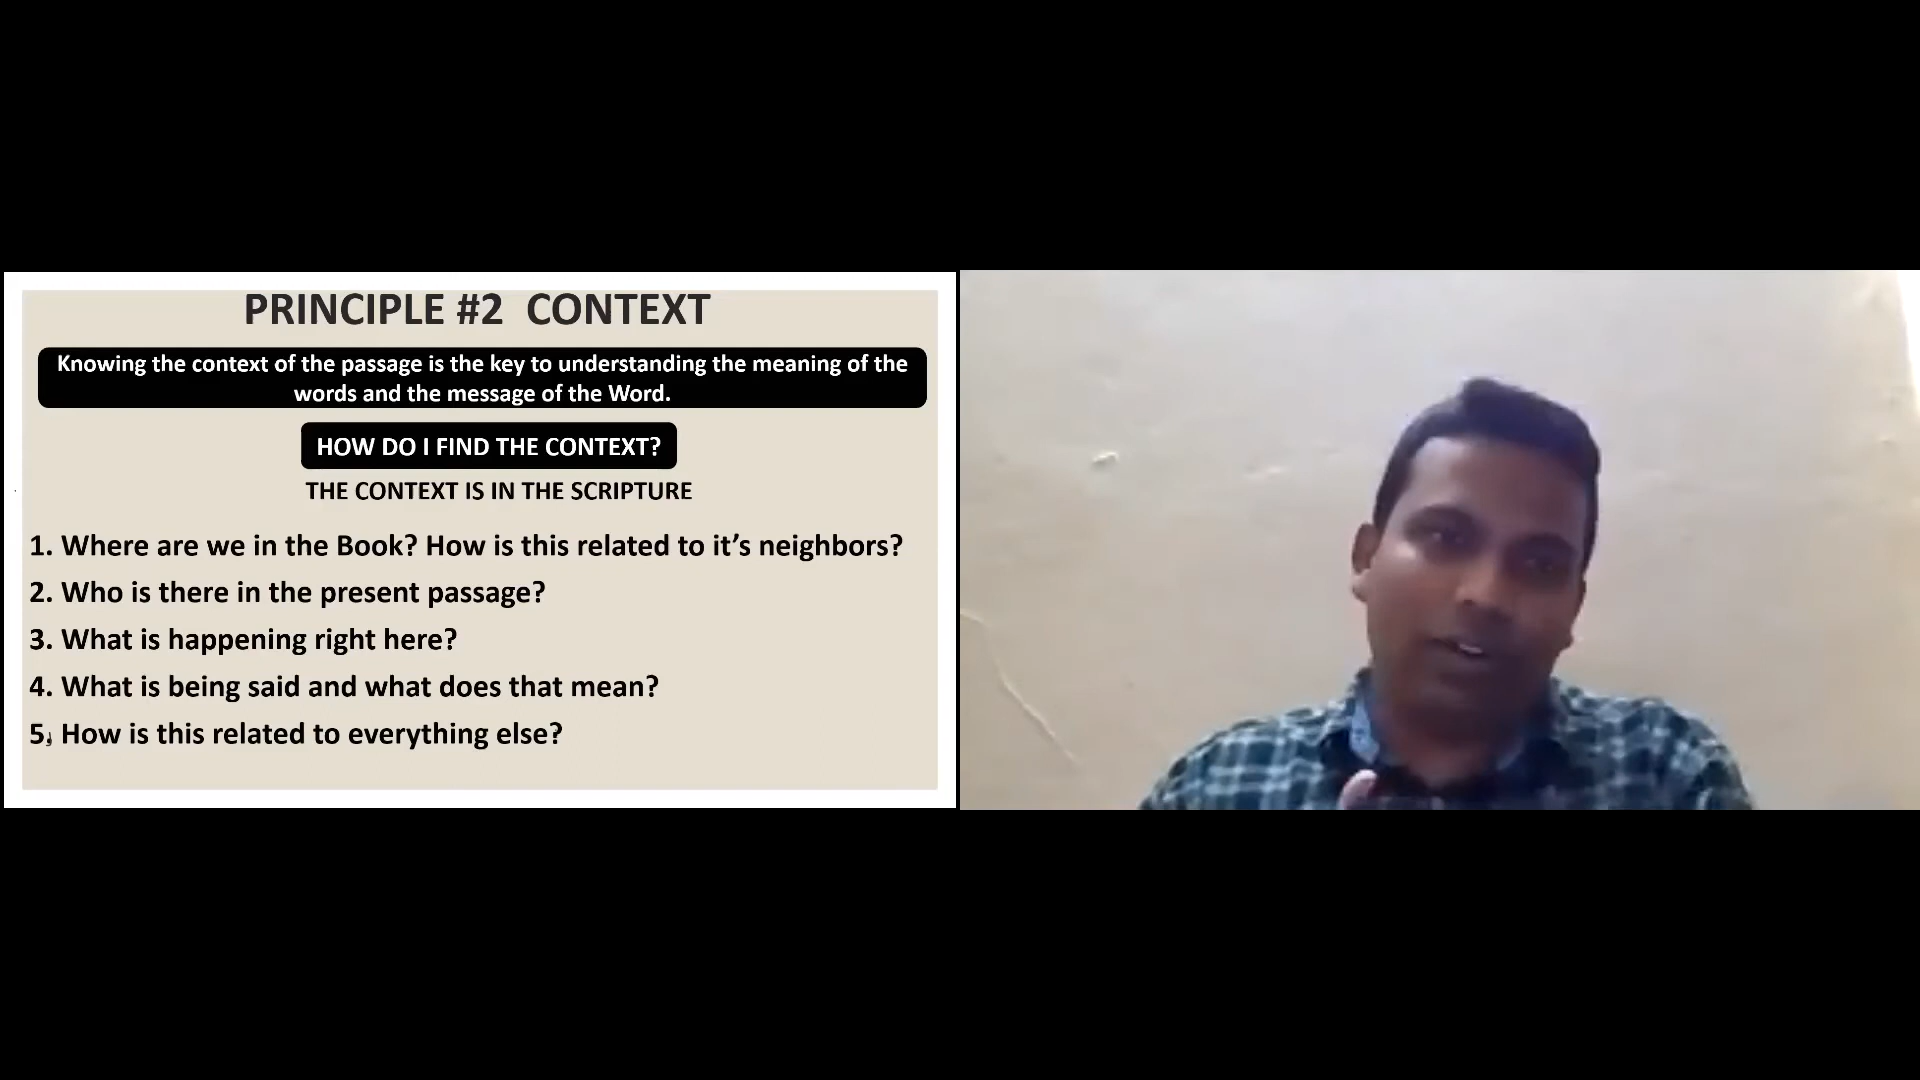 PRINCIPLE #2 CONTEXT
Knowing the context of the passage is the key to understanding the meaning of the
words and the message of the Word.
HOW DO I FIND THE CONTEXT?
THE CONTEXT IS IN THE SCRIPTURE
1. Where are we in the Book? How is this related to it’s neighbors?
2. Who is there in the present passage?
3. What is happening right here?
4. What is being said and what does that mean?
5. How is this related to everything else?